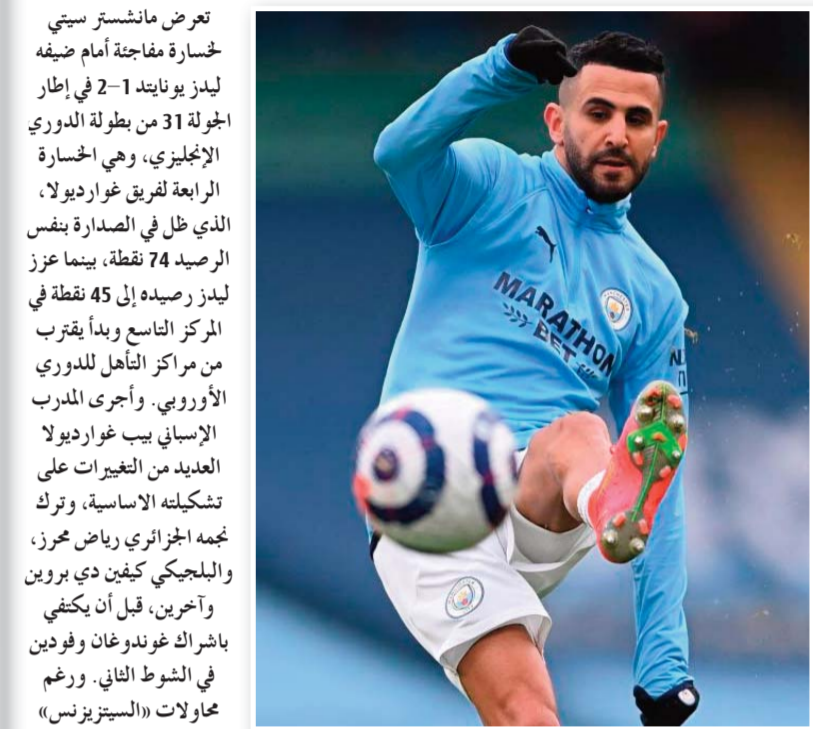 تعرض مانشستر سيتي
لخسارة مفاجئة أمام ضيفه
ليدز يونايتد 1–2 في إطار
الجولة 31 من بطولة الدوري
الإنجليزي، وهي الخسارة
الرابعة لفريق غوارديولا،
الذي ظل في الصدارة بنفس
الرصيد 74 نقطة، بينما عزز
ليدز رصيده إلى 45 نقطة في
المركز التاسع وبدأ يقترب
من مراكز التأهل للدوري
الأوروبي. وأجرى المدرب
الإسباني بيب غوارديولا
العديد من التغييرات على
تشكيلته الاساسية، وترك
نجمه الجزائري رياض محرز،
والبلجيكي كيفين دي بروين
وآخرين، قبل أن يكتفي
باشراك غوندوغان وفودين
في الشوط الثاني. ورغم
محاولات «السيتزيزنس»
MARATHON
BET